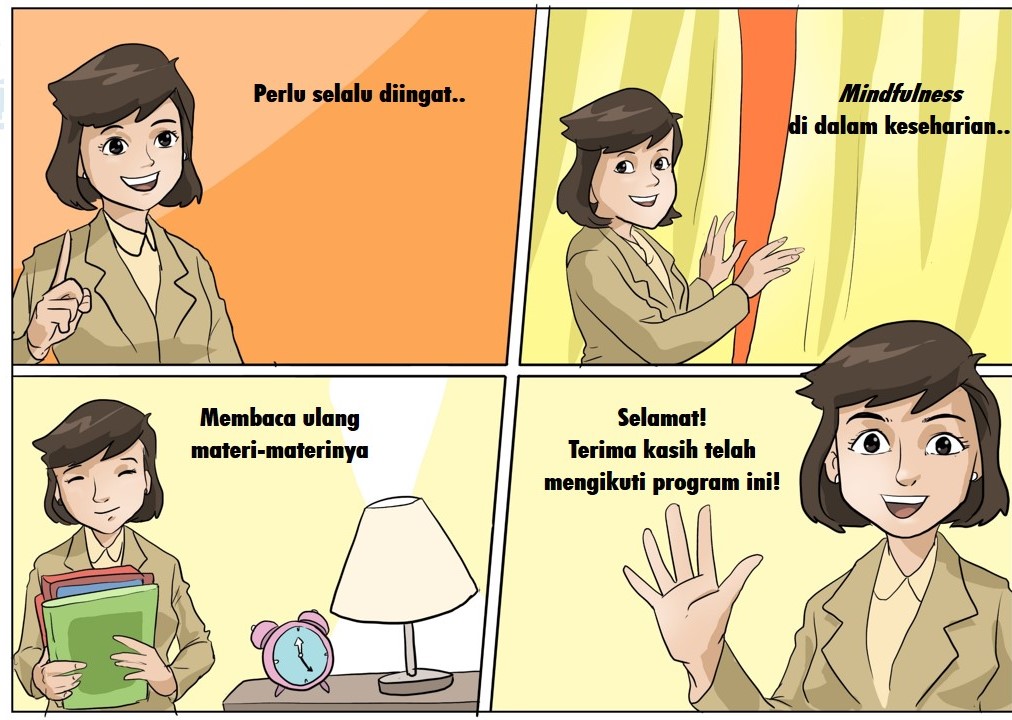 Perlu selalu diingat..
Mindfulness
di dalam keseharian..
Membaca ulang
materi-materinya
Selamat!
Terima kasih telah
mengikuti program ini!